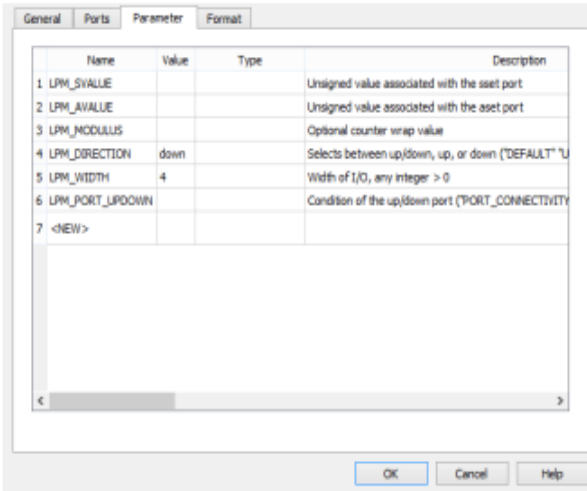 General Ports Parameter Format
Name Value Type Description
1 LPM_SVALUE Unsigned value associated with the sset port
2 LPM_AVALUE Unsigned value associated with the aset port
3 LPM_MODULUS Optional counter wrap value
4 LPM_DIRECTION down Selects between up/down, up, or down ("DEFAULT" "U
5 LPM_WIDTH 4 Width of I/O, any integer > 0
6 LPM_PORT_UPDOWN Condition of the up/down port ("PORT_CONNECTIVITY
7 <NEW>
OK Cancel Help